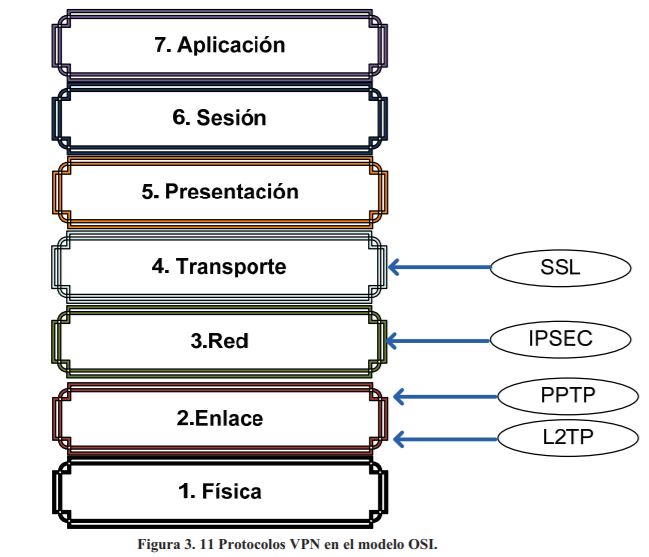 7. Aplicación
6. Sesión
5. Presentación
4. Transporte
SSL
3.Red
IPSEC
PPTP
2.Enlace
L2TP
1. Física
Figura 3. 11 Protocolos VPN en el modelo OSI.